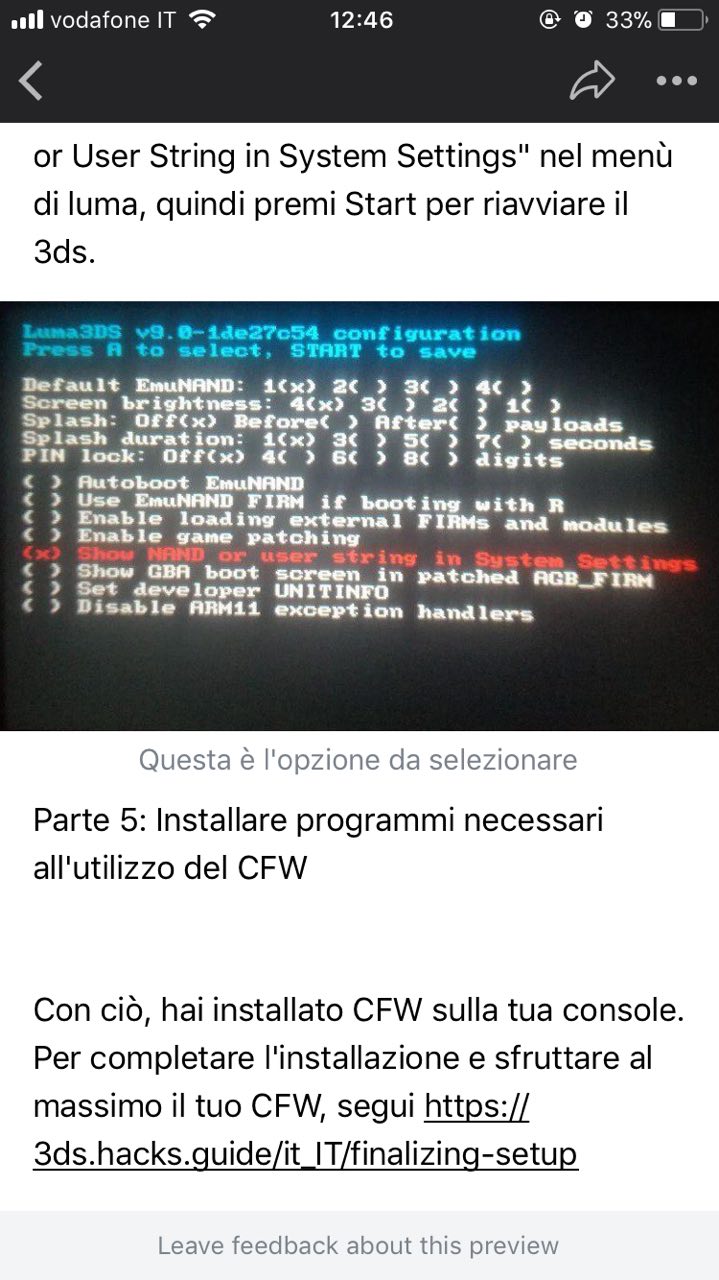 vodafone IT 12:46 33%
or User String in System Settings" nel menù
di luma, quindi premi Start per riavviare il
3ds.
Luma3DS v9.0-1de27c54 configuration
Press A to select, START to save
Default EmuNAND: 1(x) 2( ) 3( ) 4( )
Screen brightness: 4(x) 3( ) 2( ) 1( )
Splash: Off(x) Before( ) After( ) payloads
Splash duration: 1(x) 3( ) 5( ) 7( ) seconds
PIN lock: Off(x) 4( ) 6( ) 8( ) digits
( ) Autoboot EmuNAND
( ) Use EmuNAND FIRM if booting with R
( ) Enable loading external FIRMs and modules
( ) Enable game patching
(x) Show NAND or user string in System Settings
( ) Show GBA boot screen in patched AGB_FIRM
( ) Set developer UNITINFO
( ) Disable ARM11 exception handlers
Questa è l'opzione da selezionare
Parte 5: Installare programmi necessari
all'utilizzo del CFW
Con ciò, hai installato CFW sulla tua console.
Per completare l'installazione e sfruttare al
massimo il tuo CFW, segui https://
3ds.hacks.guide/it_IT/finalizing-setup
Leave feedback about this preview